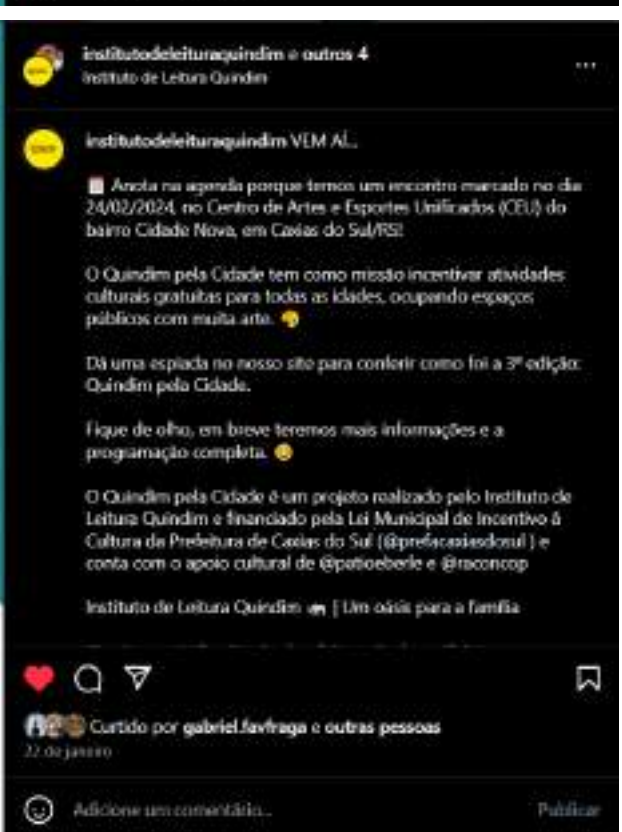 institutodeleituraquindim e outros 4
Instituto de Leitura Quindim
institutodeleituraquindim VEM AÍ...
Anota na agenda porque temos um encontro marcado no dia
24/02/2024, no Centro de Artes e Esportes Unificados (CEU) do
bairro Cidade Nova, em Caxias do Sul/RS!
O Quindim pela Cidade tem como missão incentivar atividades
culturais gratuitas para todas as idades, ocupando espaços
públicos com muita arte.
Dá uma espiada no nosso site para conferir como foi a 3ª edição:
Quindim pela Cidade.
Fique de olho, em breve teremos mais informações e a
programação completa.
O Quindim pela Cidade é um projeto realizado pelo Instituto de
Leitura Quindim e financiado pela Lei Municipal de Incentivo à
Cultura da Prefeitura de Caxias do Sul (@prefacaxiasdosul) e
conta com o apoio cultural de @patioeberle e @raconcop
Instituto de Leitura Quindim | Um oásis para a família
Curtido por gabriel.favfraga e outras pessoas
22 de janeiro
Adicione um comentário...
Publicar